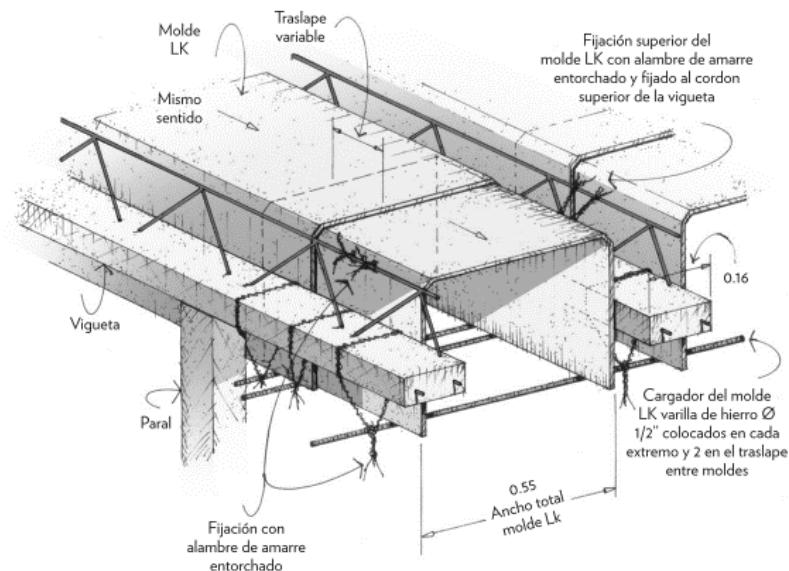 Molde
LK
Traslape
variable
Fijación superior del
molde LK con alambre de amarre
entorchado y fijado al cordon
superior de la vigueta
Mismo
sentido
0.16
Vigueta
Paral
Cargador del molde
LK varilla de hierro Ø
1/2" colocados en cada
extremo y 2 en el traslape
entre moldes
0.55
Ancho total
molde Lk
Fijación con
alambre de amarre
entorchado